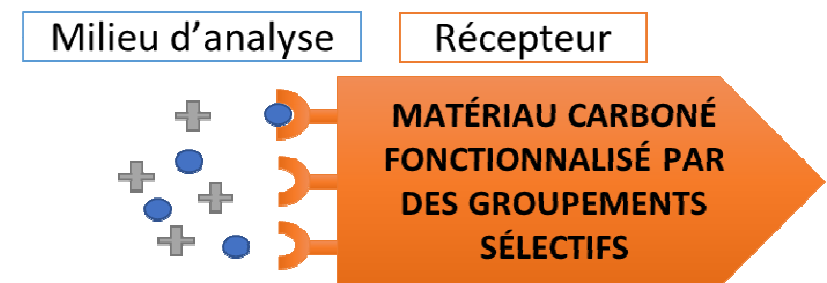 Milieu d'analyse
Récepteur
MATÉRIAU CARBONÉ
FONCTIONNALISÉ PAR
DES GROUPEMENTS
SÉLECTIFS